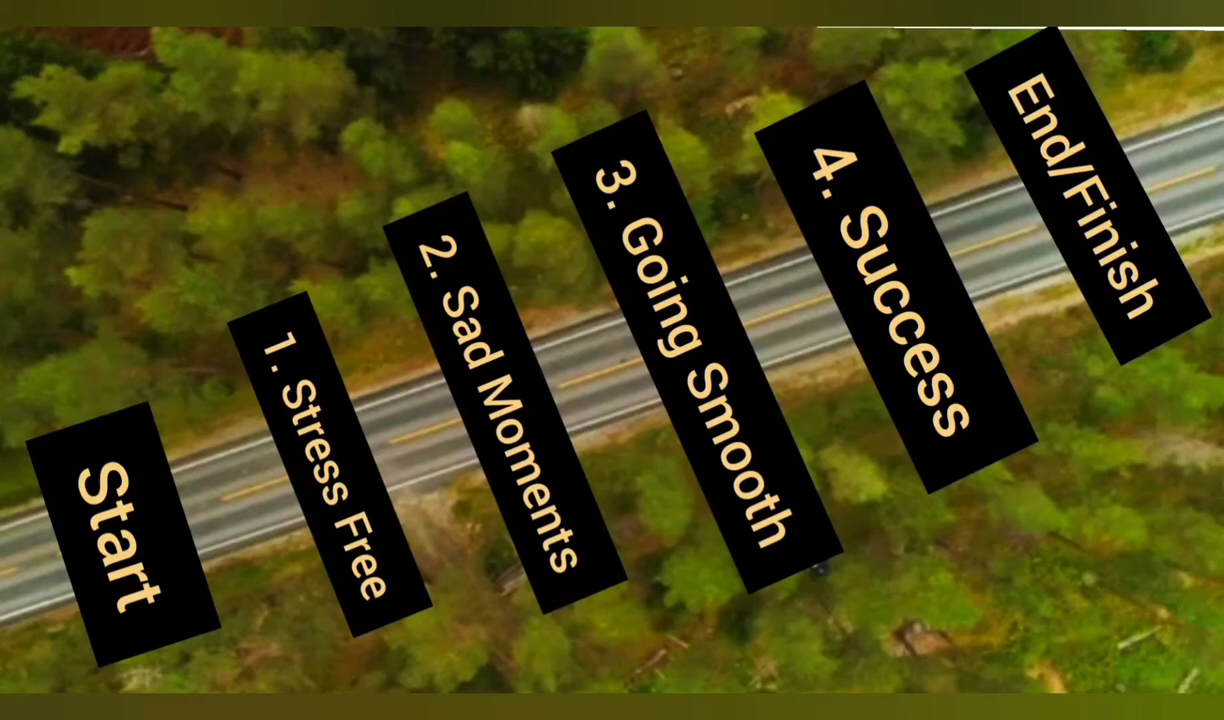 Start
1. Stress Free
2. Sad Moments
3. Going Smooth
4. Success
End/Finish